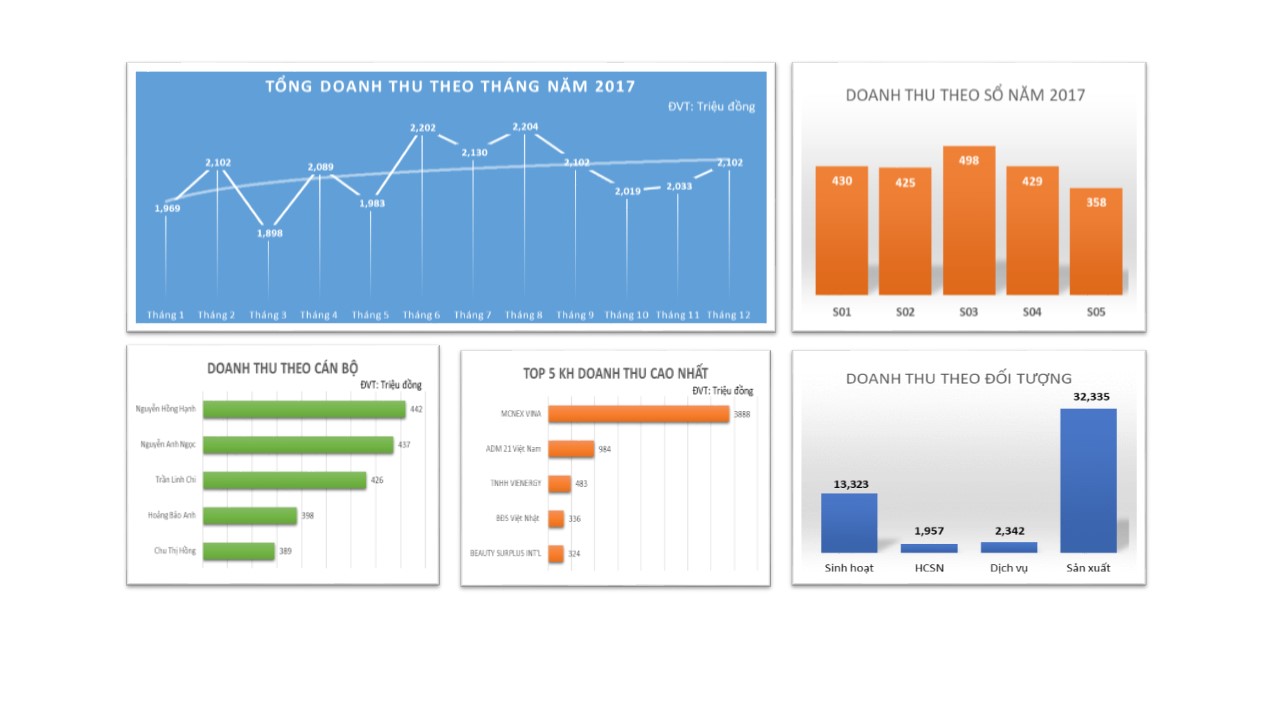 TỔNG DOANH THU THEO THÁNG NĂM 2017
ĐVT: Triệu đồng
1,969
2,102
1,898
2,089
1,983
2,202
2,130
2,204
2,102
2,019
2,033
2,102
Tháng 1 Tháng 2 Tháng 3 Tháng 4 Tháng 5 Tháng 6 Tháng 7 Tháng 8 Tháng 9 Tháng 10 Tháng 11 Tháng 12
DOANH THU THEO SỔ NĂM 2017
430 425 498 429 358
S01 S02 S03 S04 S05
DOANH THU THEO CÁN BỘ
ĐVT: Triệu đồng
Nguyễn Hồng Hạnh 442
Nguyễn Anh Ngọc 437
Trần Linh Chi 426
Hoàng Bảo Anh 398
Chu Thị Hồng 389
TOP 5 KH DOANH THU CAO NHẤT
ĐVT: Triệu đồng
MCNEX VINA 3888
ADM 21 Việt Nam 984
TNHH VIENERGY 483
BĐS Việt Nhật 336
BEAUTY SURPLUS INT'L 324
DOANH THU THEO ĐỐI TƯỢNG
13,323 1,957 2,342 32,335
Sinh hoạt HCSN Dịch vụ Sản xuất